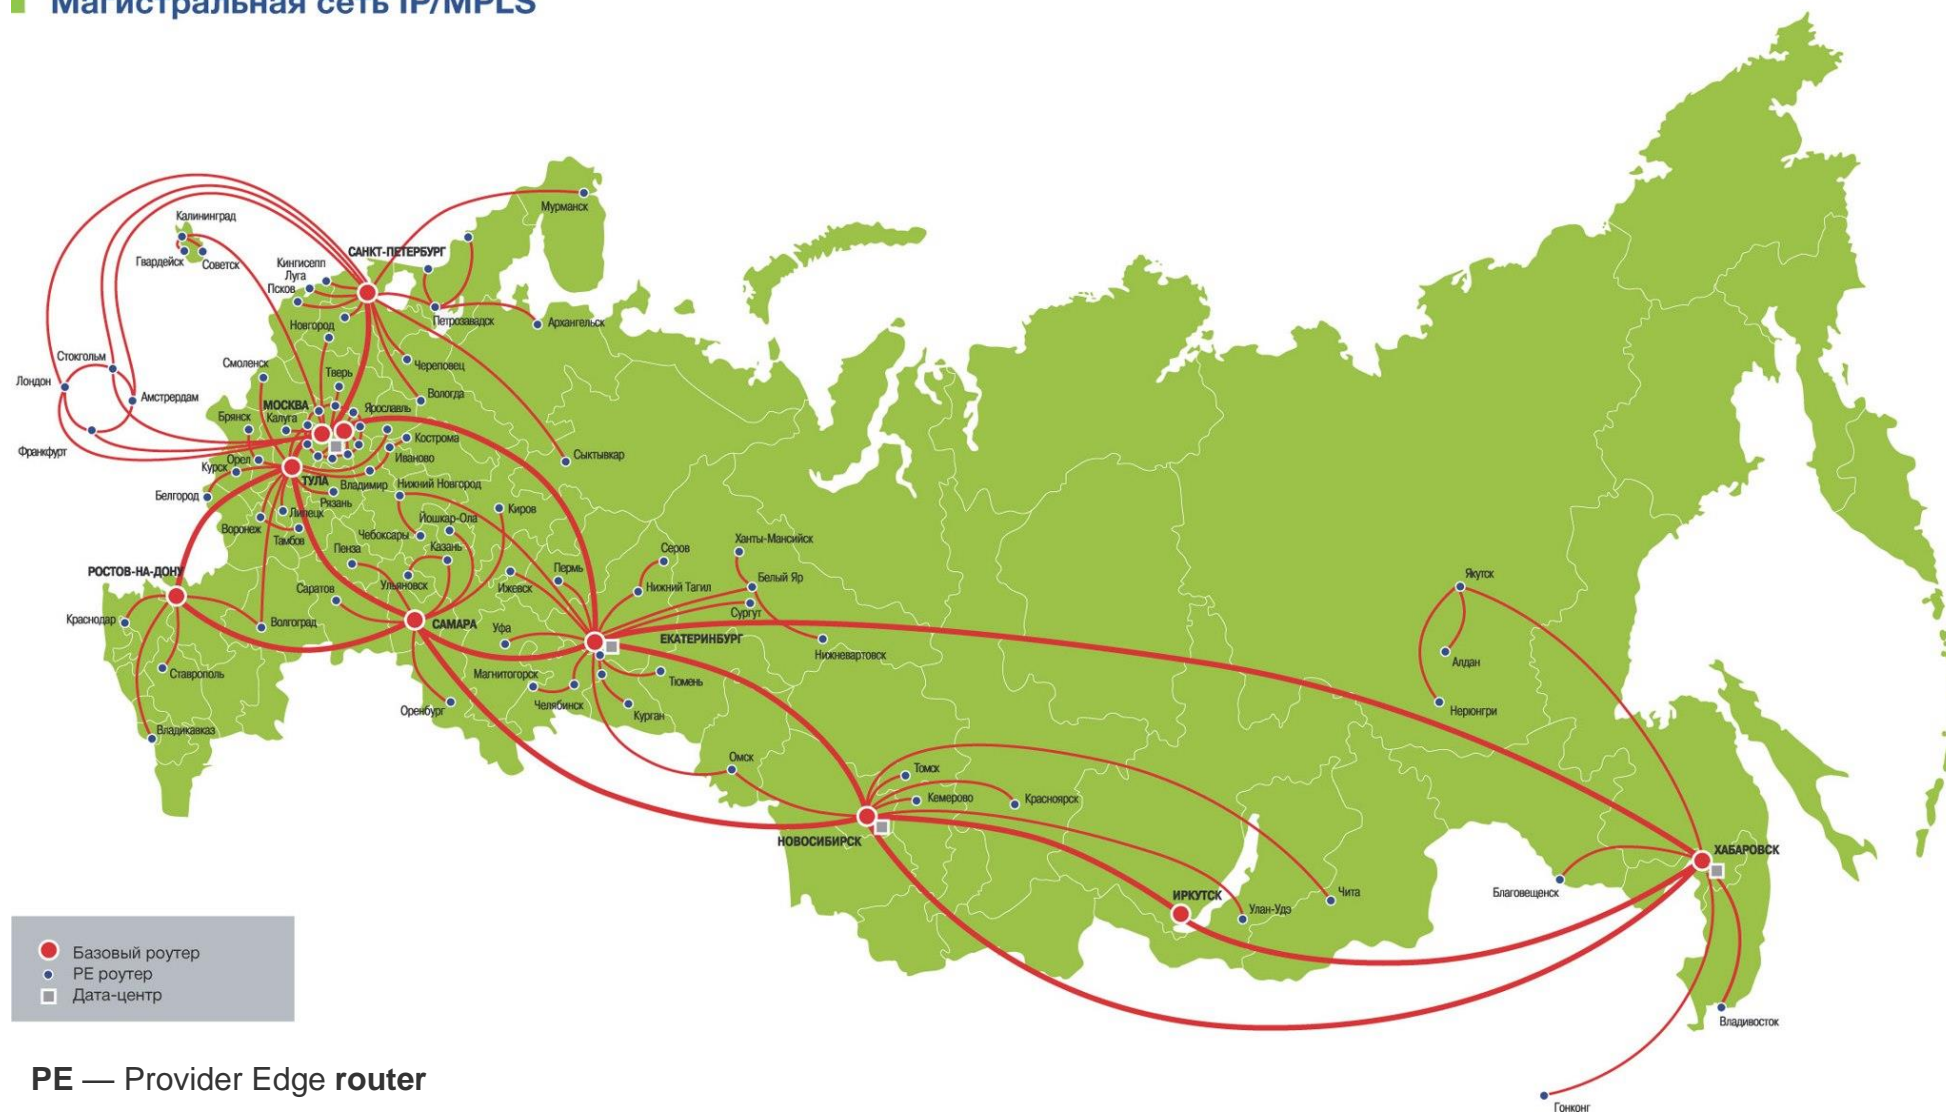 Магистральная сеть IP/MPLS
Мурманск
Калининград
Гвардейск
Советск
САНКТ-ПЕТЕРБУРГ
Кингисепп
Луга
Псков
Новгород
Петрозавадск
Архангельск
Стокгольм
Лондон
Амстрердам
Франкфурт
Смоленск
Тверь
Череповец
Вологда
МОСКВА
Ярославль
Брянск
Калуга
Кострома
Иваново
Сыктывкар
Орел
Курск
ТУЛА
Владимир
Нижний Новгород
Белгород
Рязань
Липецк
Воронеж
Тамбов
Киров
Йошкар-Ола
Чебоксары
Казань
Пенза
Ульяновск
Саратов
Ижевск
Пермь
Серов
Ханты-Мансийск
Нижний Тагил
Белый Яр
Сургут
Нижневартовск
РОСТОВ-НА-ДОНУ
Краснодар
Волгоград
САМАРА
Уфа
ЕКАТЕРИНБУРГ
Ставрополь
Магнитогорск
Тюмень
Челябинск
Курган
Оренбург
Владикавказ
Якутск
Алдан
Нерюнгри
Омск
Томск
Кемерово
Красноярск
НОВОСИБИРСК
ИРКУТСК
Улан-Удэ
Чита
ХАБАРОВСК
Благовещенск
Владивосток
Гонконг
Базовый роутер
PE роутер
Дата-центр
PE — Provider Edge router